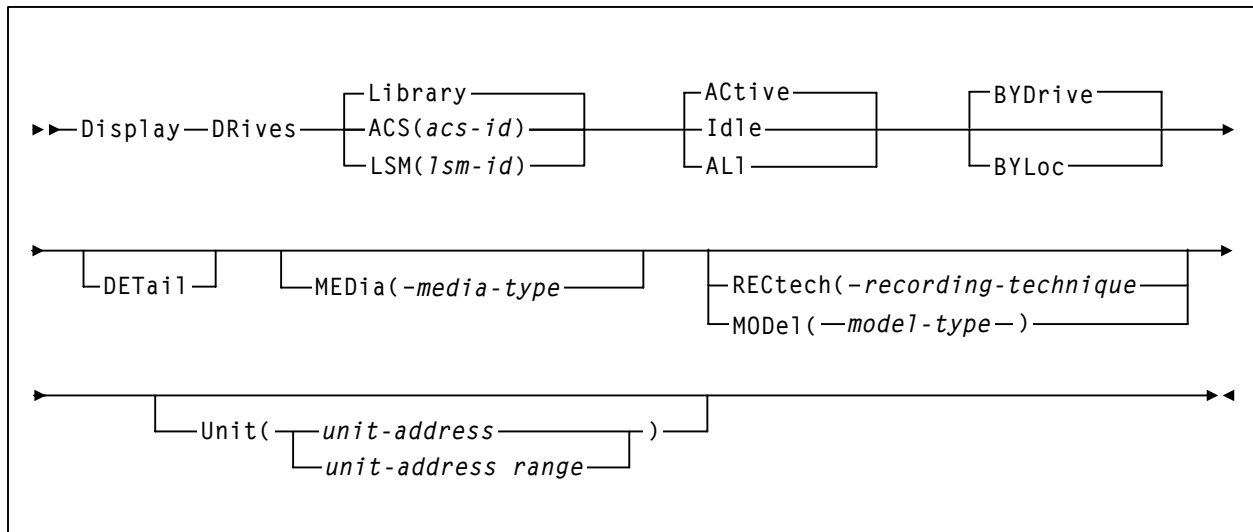 Library
ACtive
BYDrive
Display DRives
ACS(acs-id)
Idle
LSM(lsm-id)
ALl
BYLoc
DETail
MEDia(media-type
RECtech(recording-technique
MODel(model-type)
Unit(
unit-address
)
unit-address range